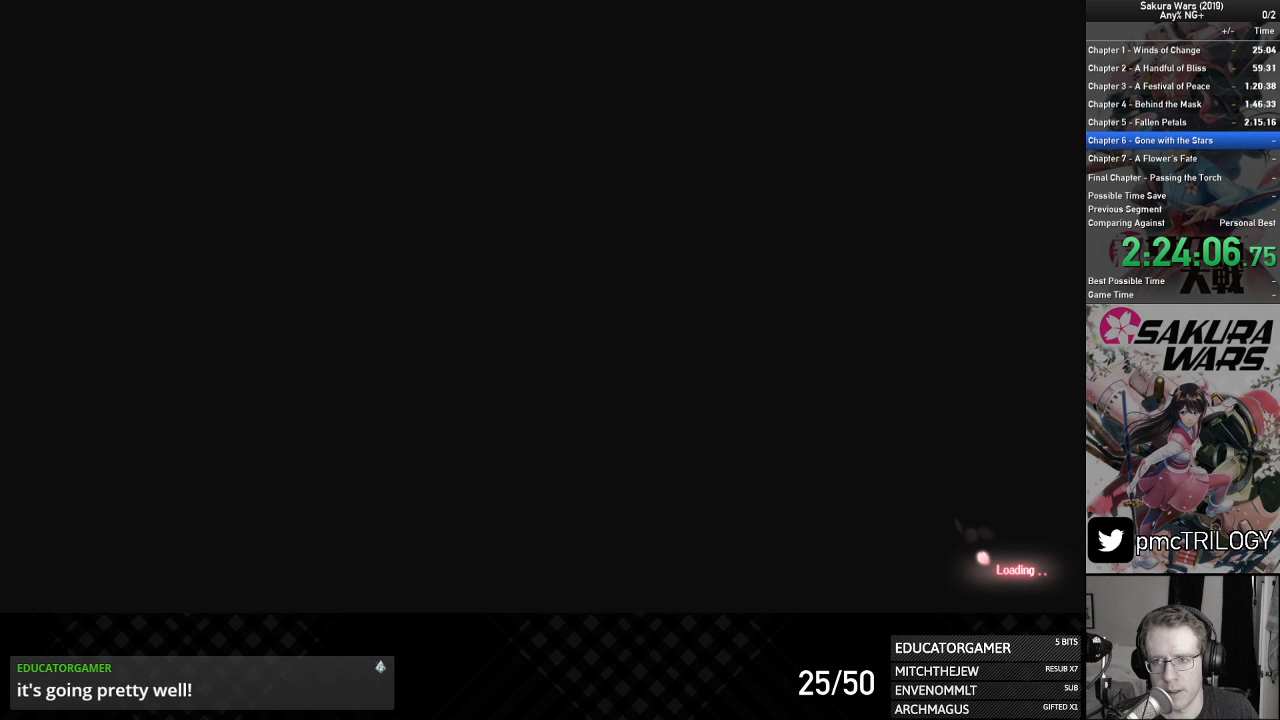 Sakura Wars (2019)
Any% NG+ 0/2
+/- Time
Chapter 1 - Winds of Change - 25:04
Chapter 2 - A Handful of Bliss - 59:31
Chapter 3 - A Festival of Peace - 1:20:38
Chapter 4 - Behind the Mask - 1:46:33
Chapter 5 - Fallen Petals - 2:15:16
Chapter 6 - Gone with the Stars -
Chapter 7 - A Flower's Fate -
Final Chapter - Passing the Torch -
Possible Time Save -
Previous Segment -
Comparing Against Personal Best
2:24:06.75
大戦
Best Possible Time -
Game Time -
SAKURA
WARS
pmcTRILOGY
Loading . .
EDUCATORGAMER
it's going pretty well!
25/50
EDUCATORGAMER 5 BITS
MITCHTHEJEW RESUB X7
ENVENOMMLT SUB
ARCHMAGUS GIFTED X1